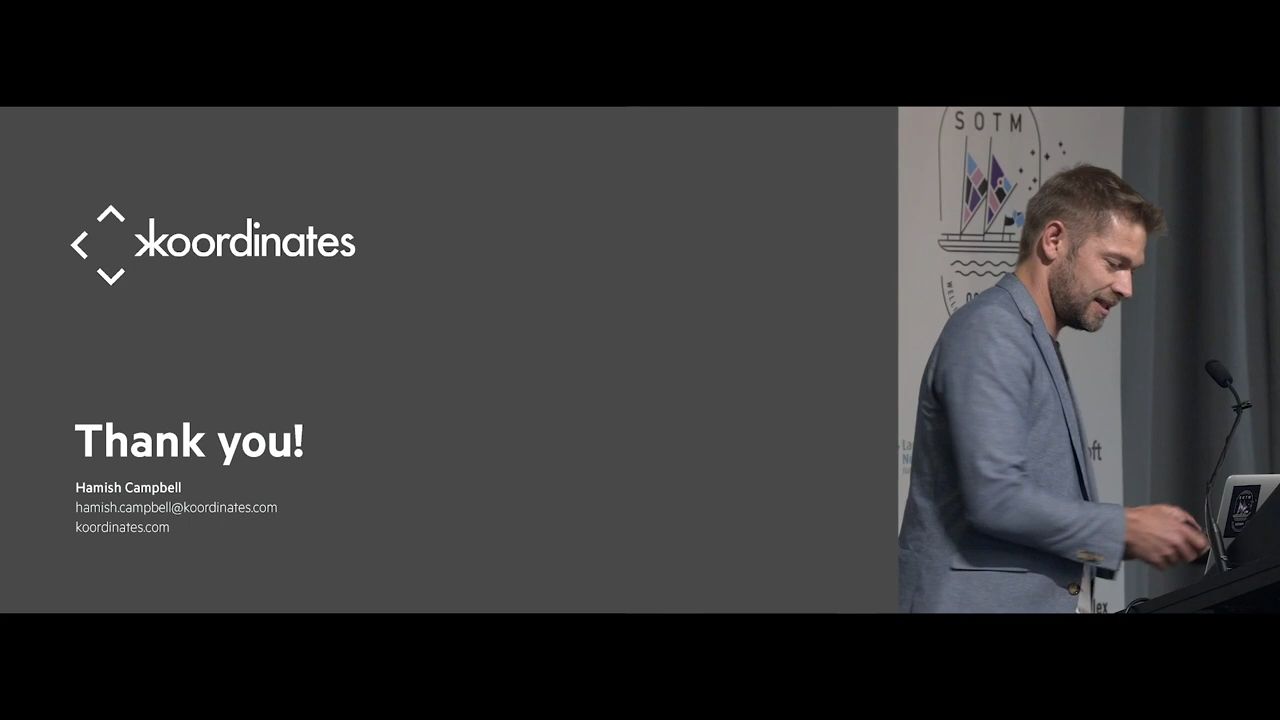 koordinates
Thank you!
Hamish Campbell
hamish.campbell@koordinates.com
koordinates.com
SOTM